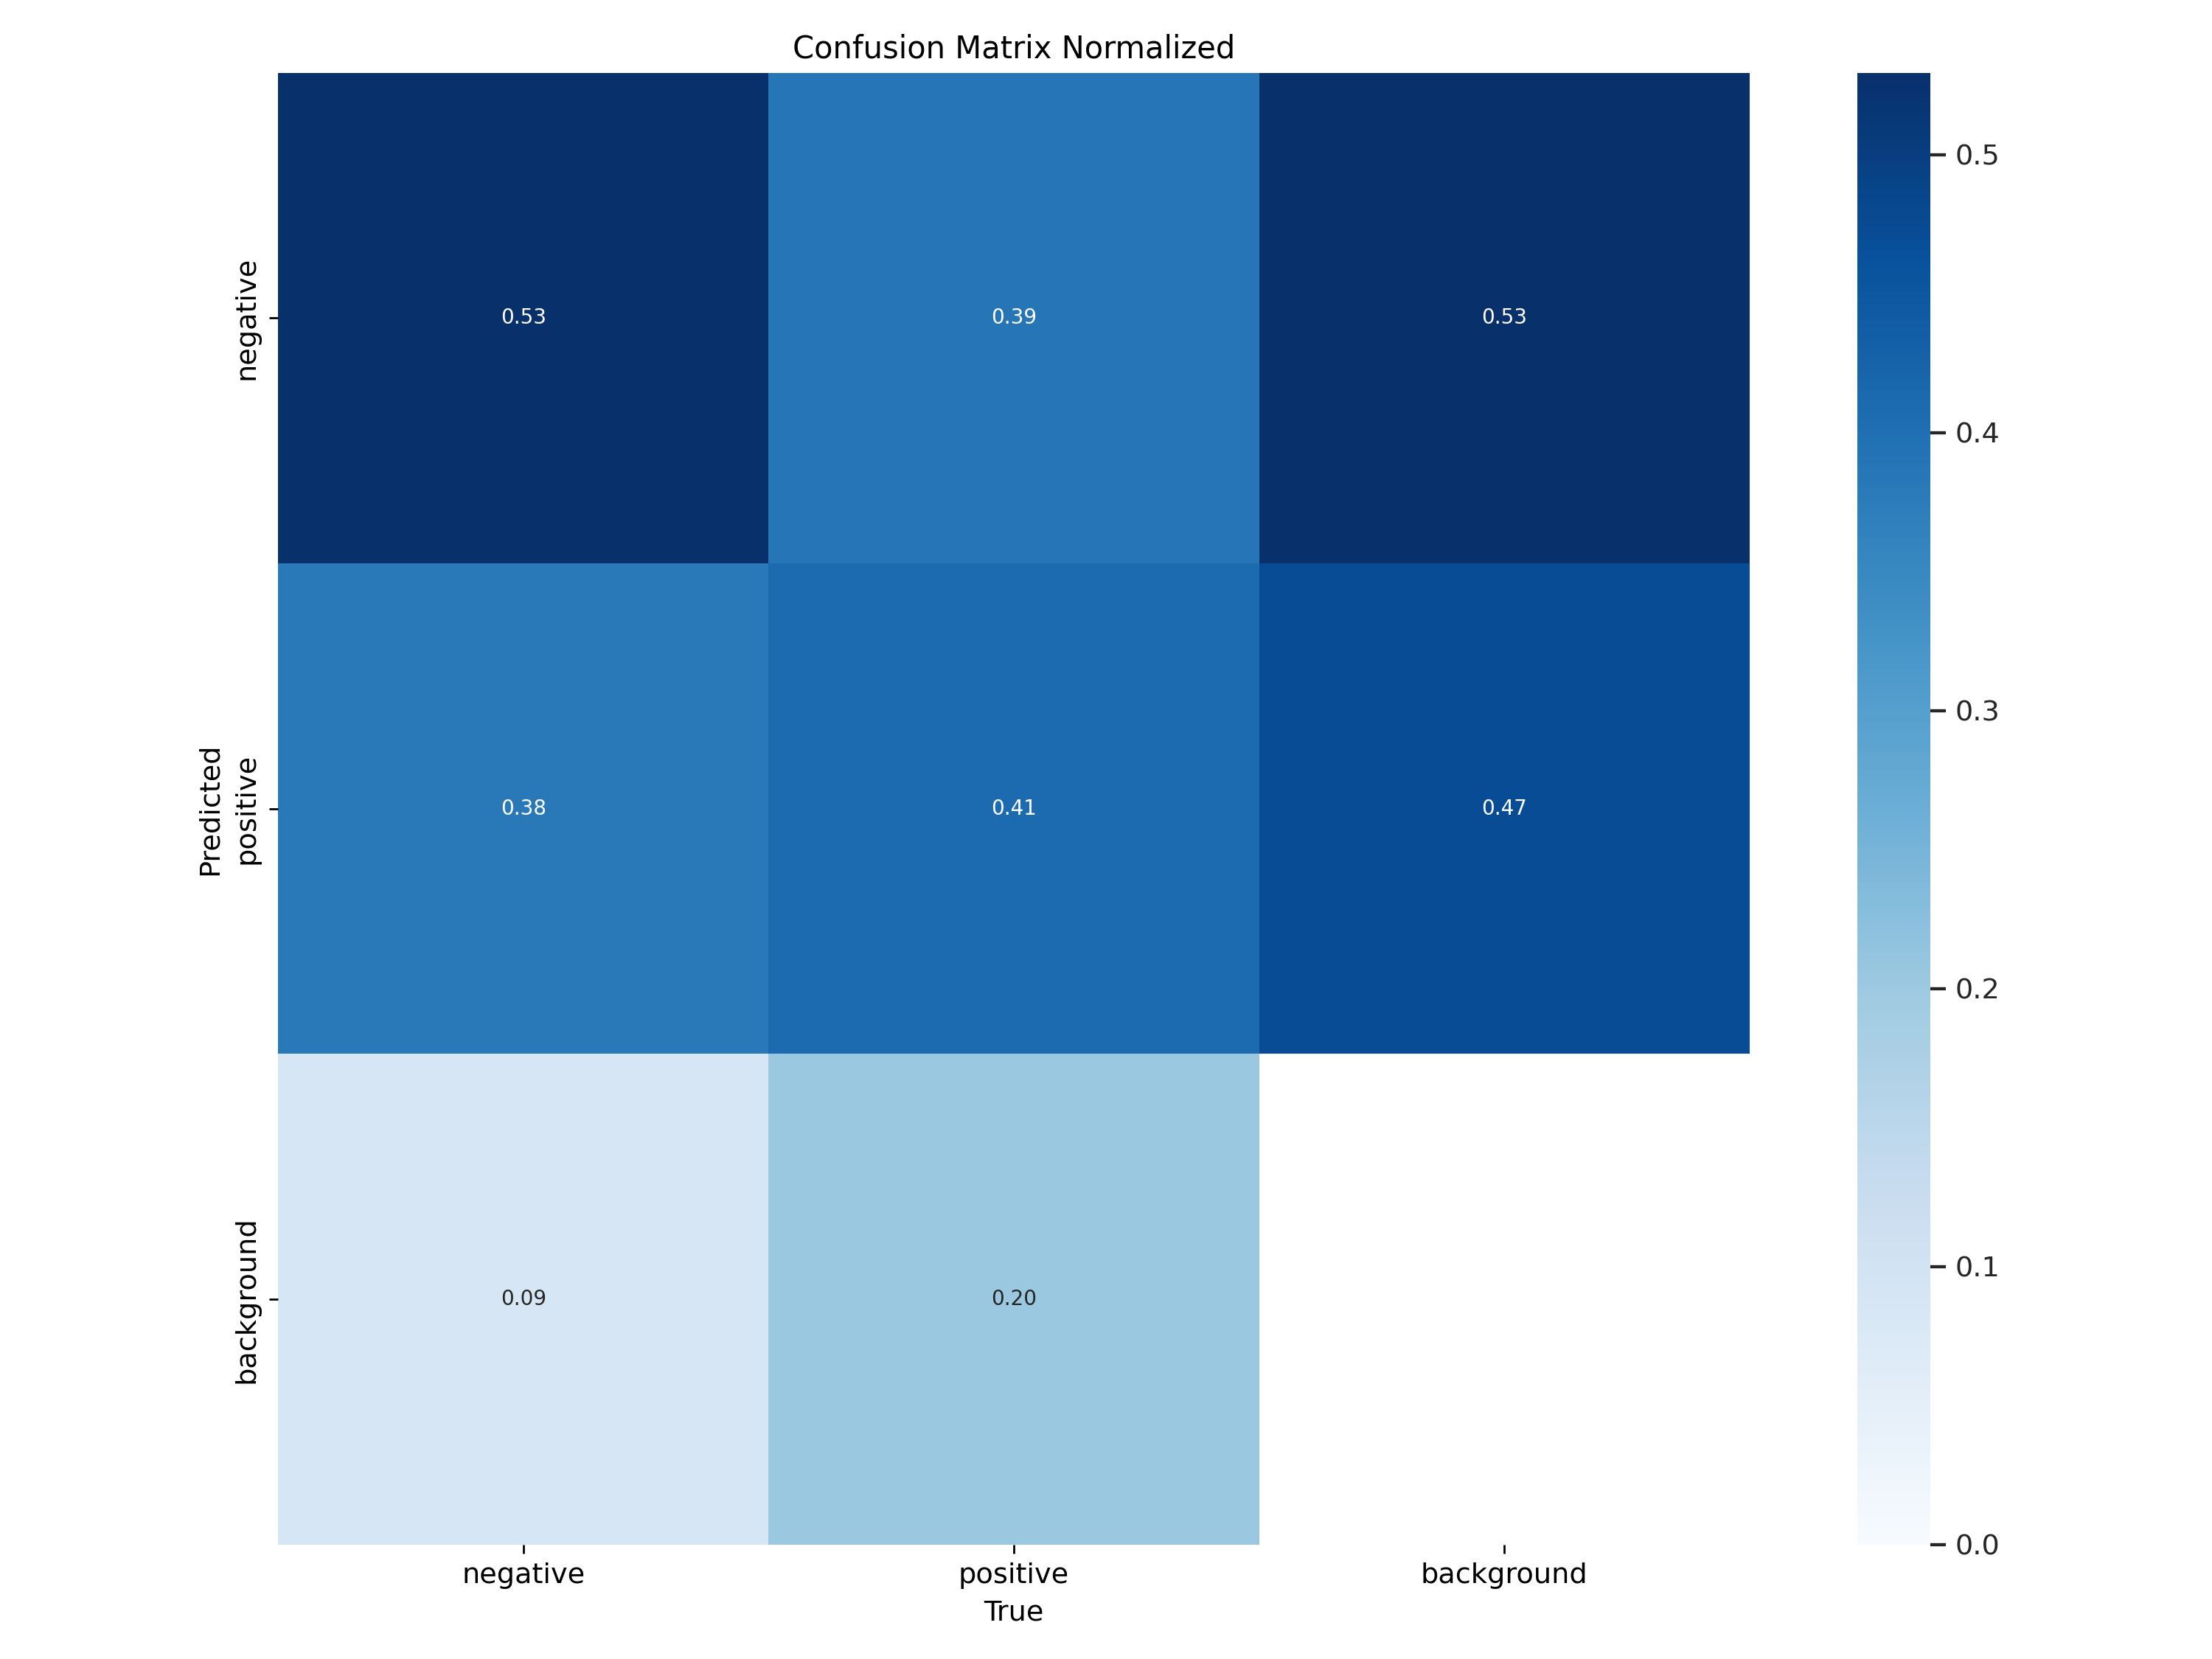 Confusion Matrix Normalized
negative
0.53
0.39
0.53
Predicted
positive
0.38
0.41
0.47
background
0.09
0.20
negative
positive
background
True
0.5
0.4
0.3
0.2
0.1
0.0